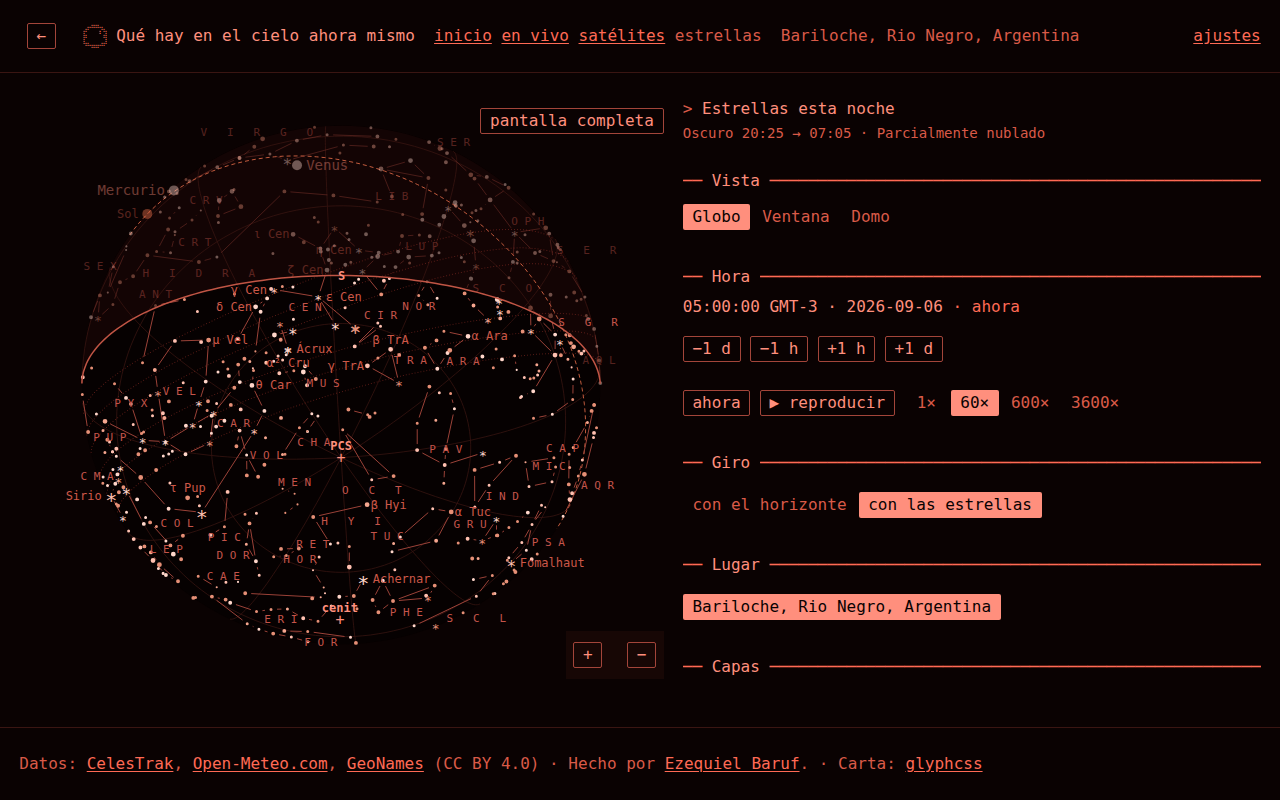 ← Qué hay en el cielo ahora mismo inicio en vivo satélites estrellas Bariloche, Rio Negro, Argentina ajustes
pantalla completa
V I R G O
S E R
Venus
Mercurio
L I B
C R V
Sol
O P H
ι Cen
C R T
η Cen
L U P
S E R
S E X
H I D R A
ζ Cen
S
S C O
A N T
γ Cen
ε Cen
δ Cen
C E N
N O R
C I R
S G R
μ Vel
β TrA
α Ara
Acrux
α² Cru
γ TrA
T R A
A R A
θ Car
M U S
V E L
P Y X
C A R
P U P
C H A
PCS
P A V
C A P
V O L
M I C
C M A
M E N
A Q R
Sirio
τ Pup
O C T
I N D
β Hyi
α Tuc
C O L
H Y I
G R U
P I C
T U C
L E P
R E T
P S A
D O R
H O R
Fomalhaut
C A E
Achernar
cenit
P H E
S C L
E R I
F O R
+ −
> Estrellas esta noche
Oscuro 20:25 → 07:05 · Parcialmente nublado
Vista
Globo Ventana Domo
Hora
05:00:00 GMT-3 · 2026-09-06 · ahora
−1 d −1 h +1 h +1 d
ahora ▶ reproducir 1× 60× 600× 3600×
Giro
con el horizonte con las estrellas
Lugar
Bariloche, Rio Negro, Argentina
Capas
Datos: CelesTrak, Open-Meteo.com, GeoNames (CC BY 4.0) · Hecho por Ezequiel Baruf. · Carta: glyphcss